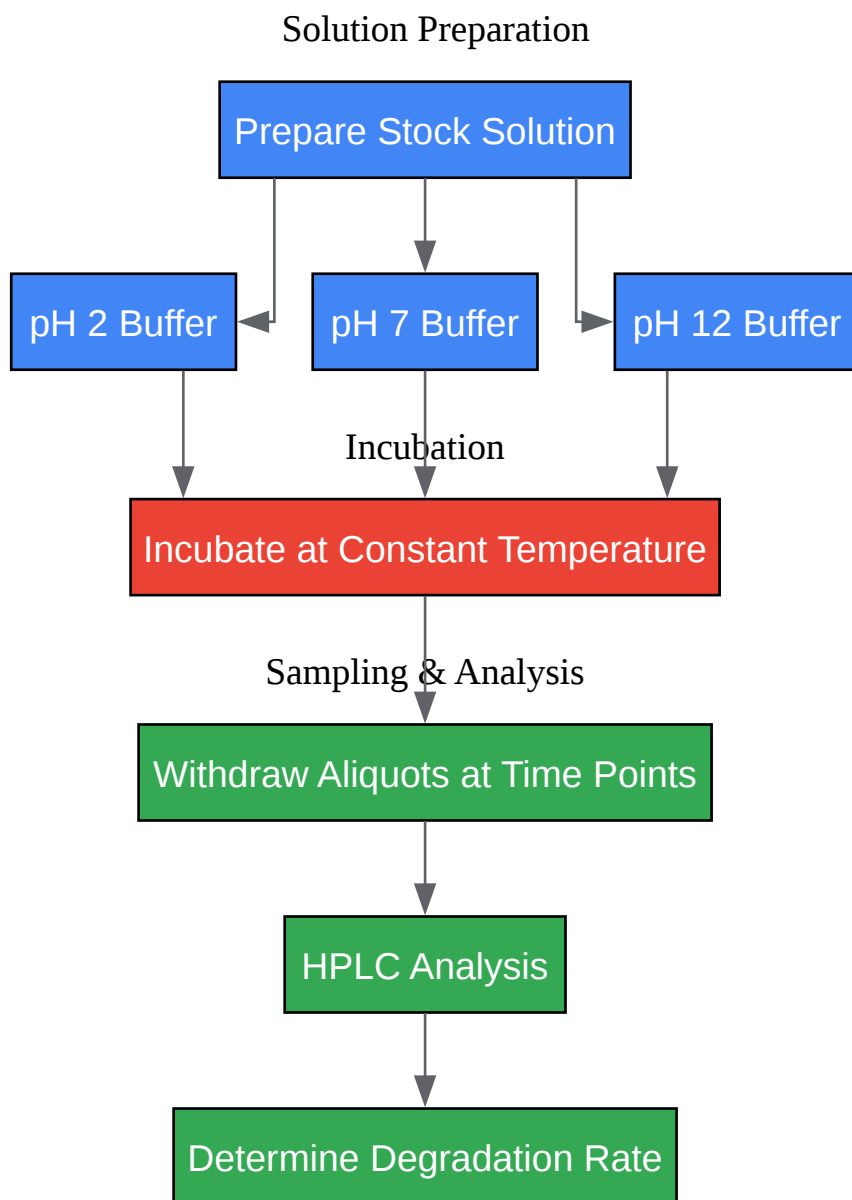 Solution Preparation
Prepare Stock Solution
pH 2 Buffer
pH 7 Buffer
pH 12 Buffer
Incubation
Incubate at Constant Temperature
Sampling & Analysis
Withdraw Aliquots at Time Points
HPLC Analysis
Determine Degradation Rate